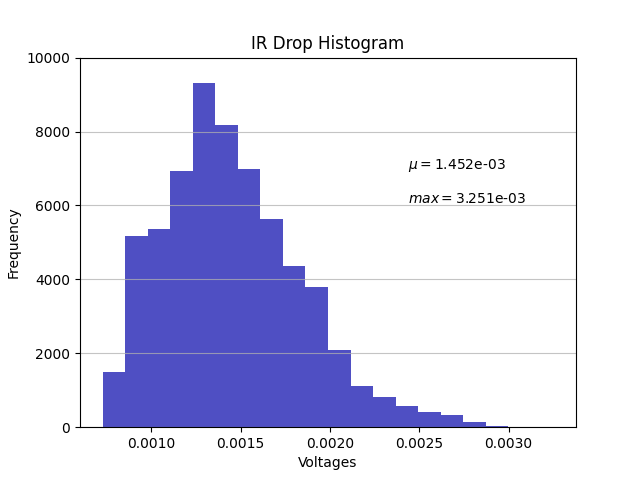 IR Drop Histogram
10000
8000
6000
4000
2000
0
Frequency
μ = 1.452e-03
max = 3.251e-03
0.0010 0.0015 0.0020 0.0025 0.0030
Voltages